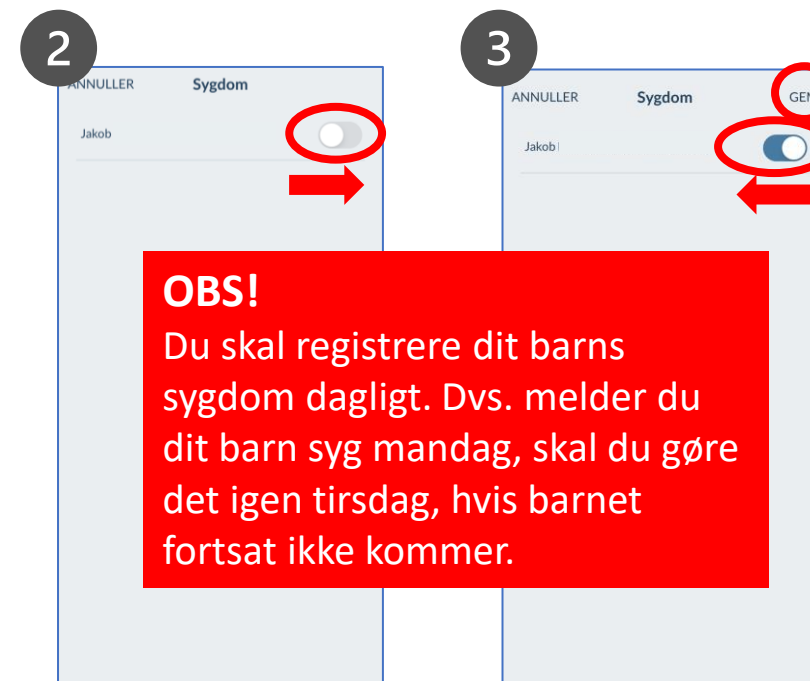 2
ANNULLER Sygdom
Jakob
3
ANNULLER Sygdom
Jakob
OBS!
Du skal registrere dit barns
sygdom dagligt. Dvs. melder du
dit barn syg mandag, skal du gøre
det igen tirsdag, hvis barnet
fortsat ikke kommer.